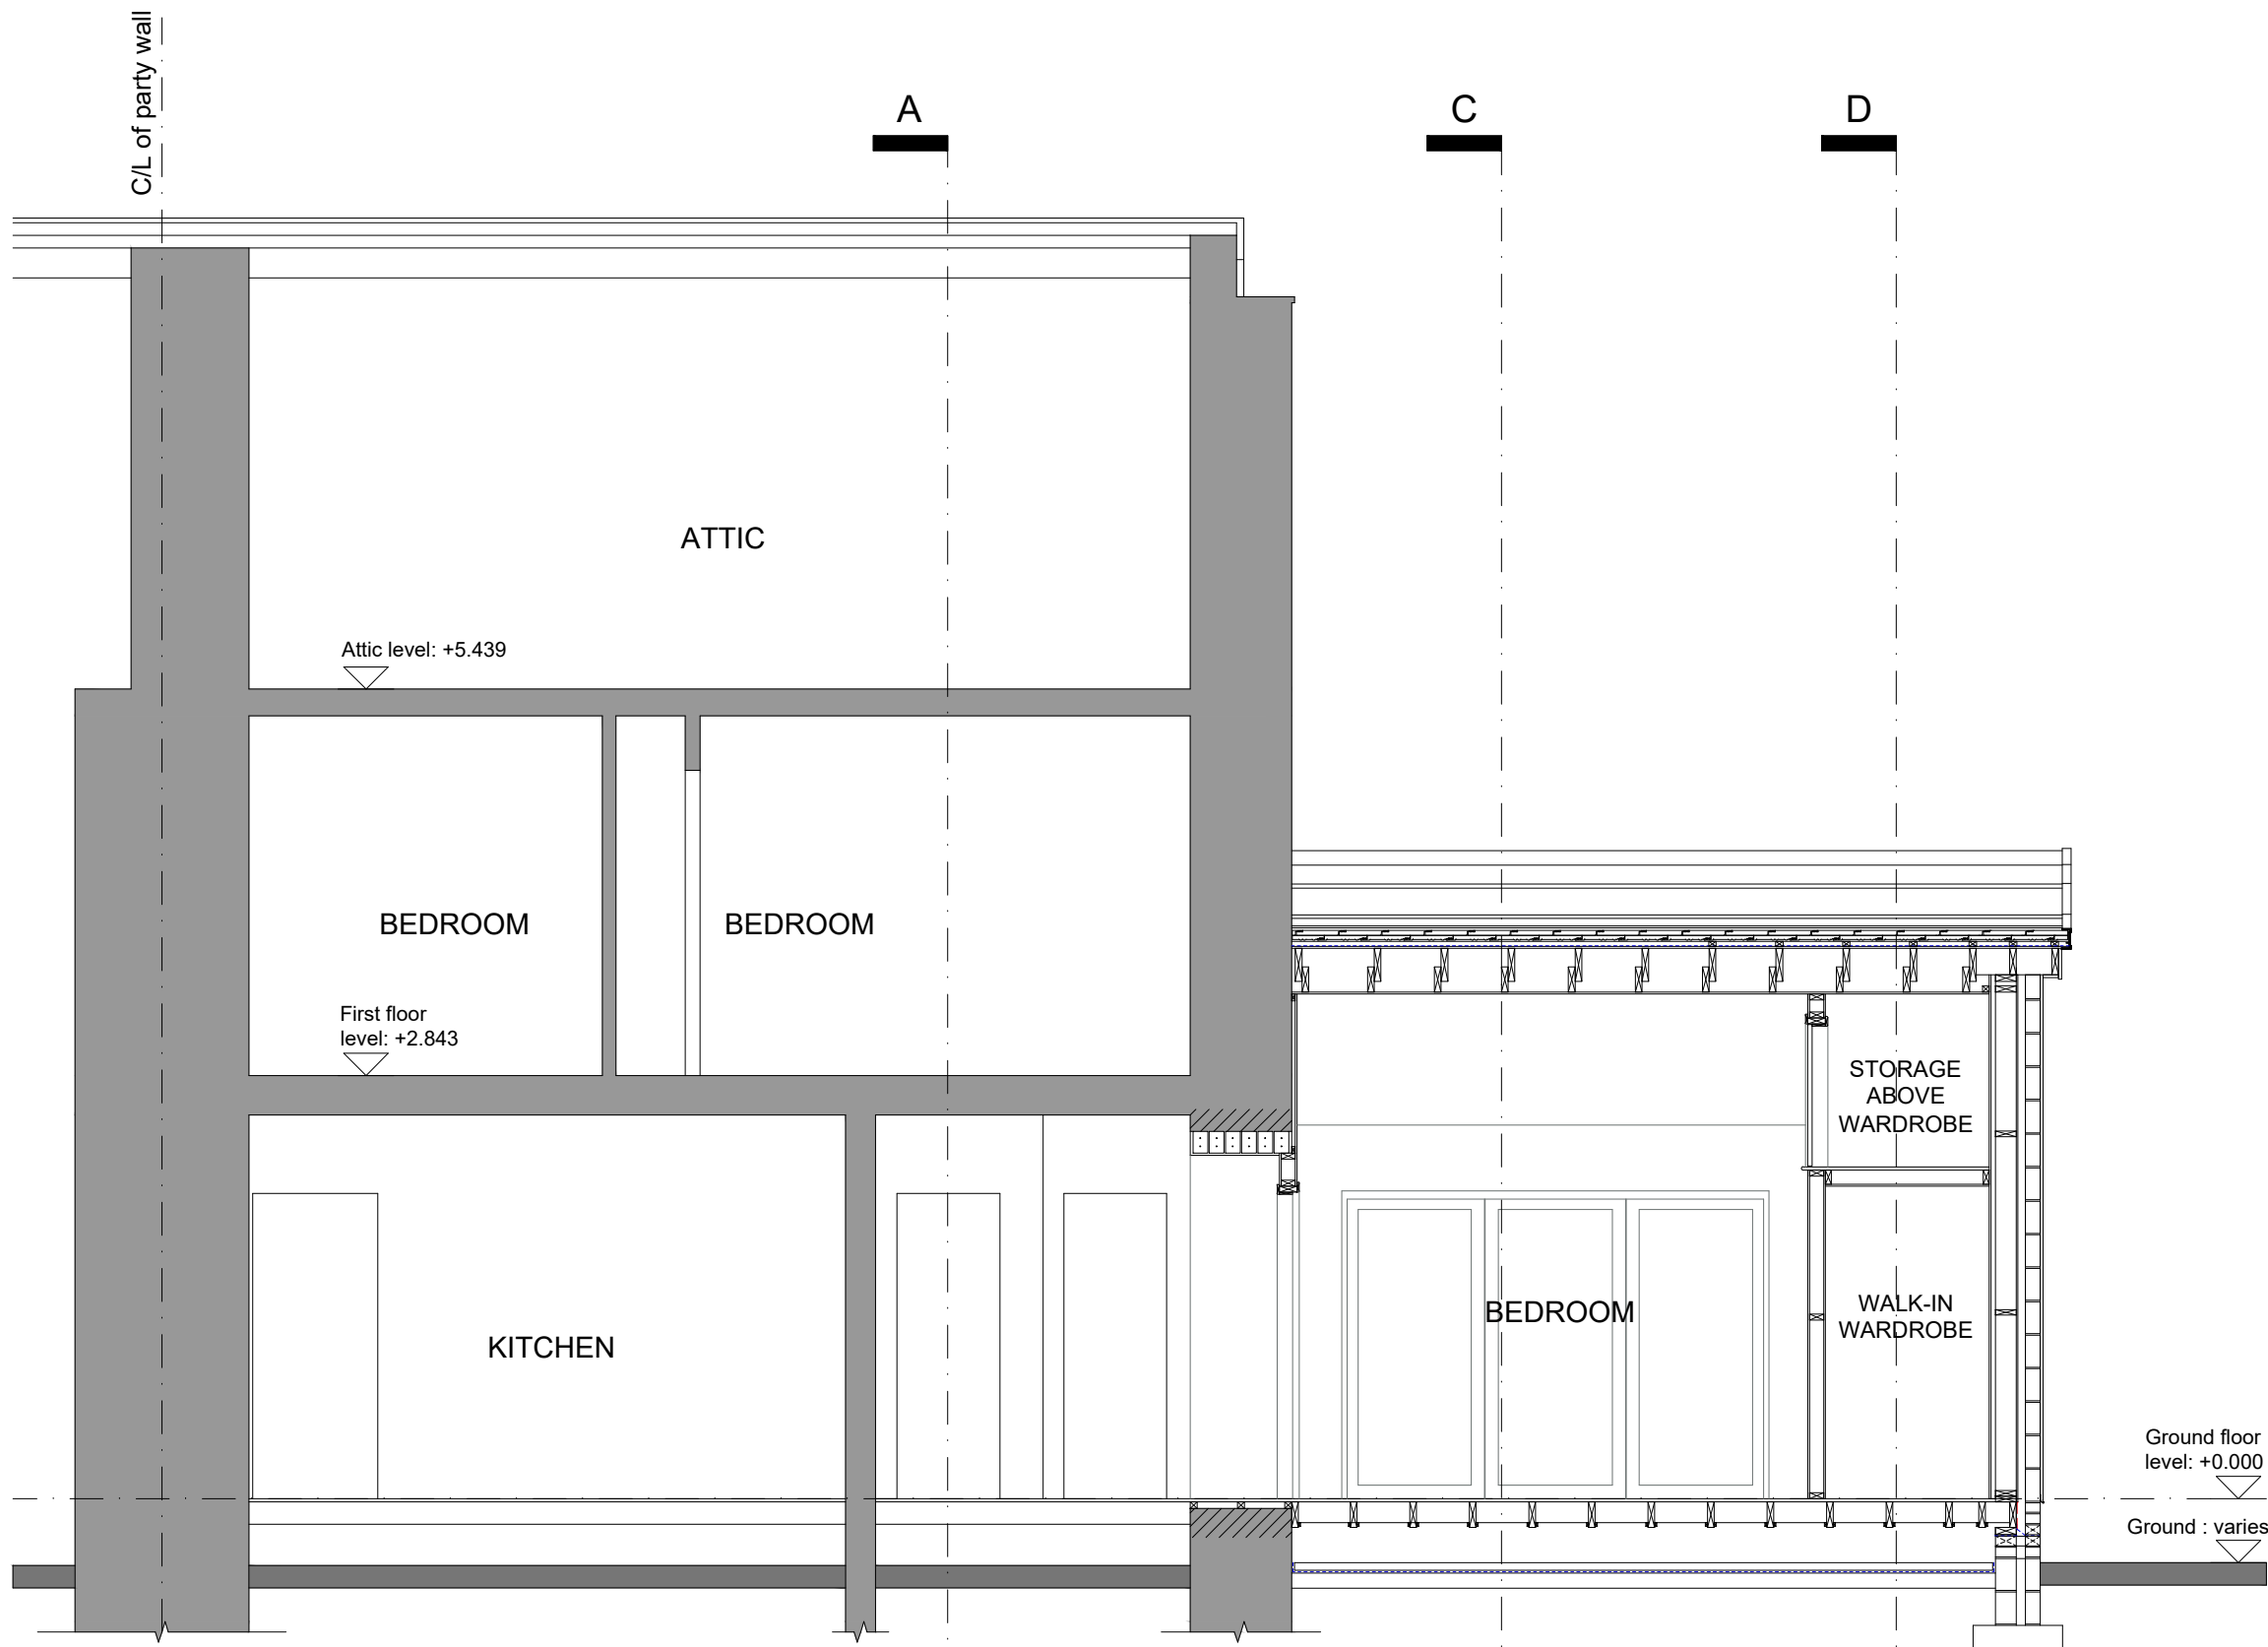 C/L of party wall
A
C
D
ATTIC
Attic level: +5.439
BEDROOM
BEDROOM
First floor
level: +2.843
STORAGE
ABOVE
WARDROBE
KITCHEN
BEDROOM
WALK-IN
WARDROBE
Ground floor
level: +0.000
Ground : varies